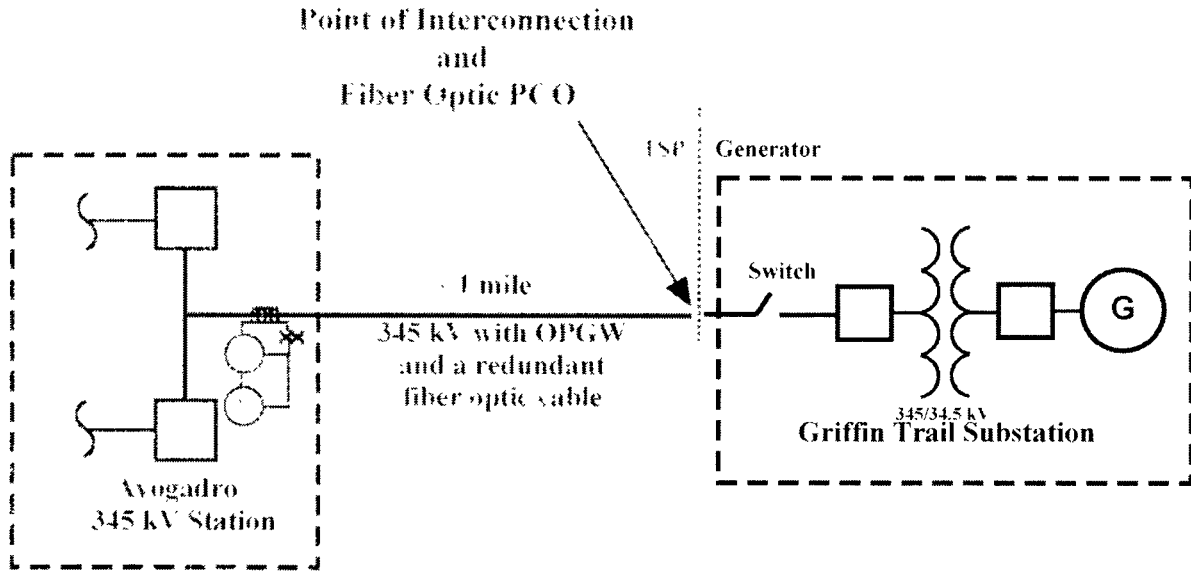 Point of Interconnection
and
Fiber Optic PCO
TSP
Generator
Switch
1 mile
345 kV with OPGW
and a redundant
fiber optic cable
G
345/34.5 kV
Griffin Trail Substation
Avogadro
345 kV Station